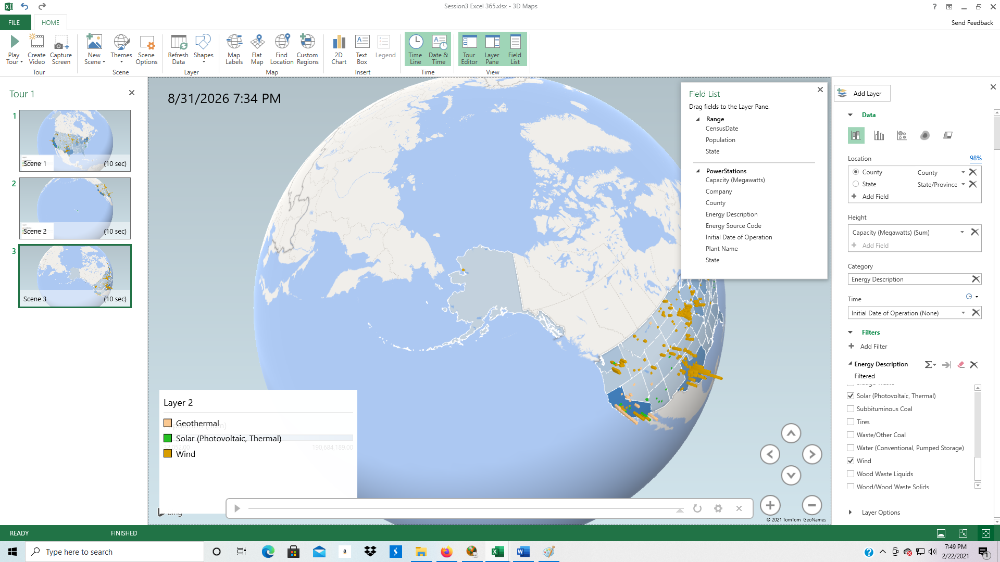 Session3 Excel 365.xlsx - 3D Maps
?
FILE
HOME
Send Feedback
Play Tour
Create Video
Capture Screen
Tour
New Scene
Themes
Scene Options
Scene
Refresh Data
Shapes
Layer
Map Labels
Flat Map
Find Location
Custom Regions
Map
2D Chart
Text Box
Legend
Insert
Time Line
Date & Time
Time
Tour Editor
Layer Pane
Field List
View
Tour 1
1
Scene 1
(10 sec)
2
Scene 2
(10 sec)
3
Scene 3
(10 sec)
8/31/2026 7:34 PM
Layer 2
Geothermal
Solar (Photovoltaic, Thermal)
190,684,189.00
Wind
bing
© 2021 TomTom GeoNames
Field List
Drag fields to the Layer Pane.
Range
CensusDate
Population
State
PowerStations
Capacity (Megawatts)
Company
County
Energy Description
Energy Source Code
Initial Date of Operation
Plant Name
State
Add Layer
Data
Location
98%
County County
State State/Province
Add Field
Height
Capacity (Megawatts) (Sum)
Add Field
Category
Energy Description
Time
Initial Date of Operation (None)
Filters
Add Filter
Energy Description
Filtered
Solar (Photovoltaic, Thermal)
Subbituminous Coal
Tires
Waste/Other Coal
Water (Conventional, Pumped Storage)
Wind
Wood Waste Liquids
Wood/Wood Waste Solids
Layer Options
READY
FINISHED
Type here to search
a
7:49 PM
2/22/2021
1